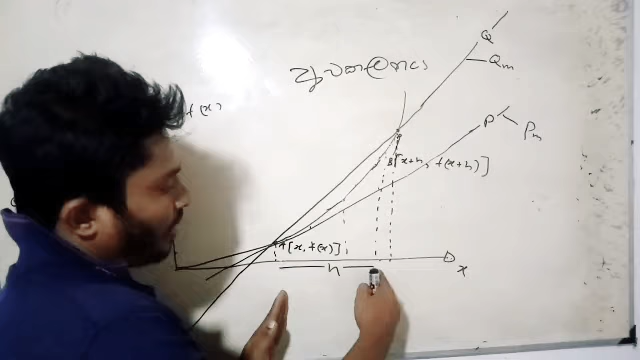 Q
Qm
f(x)
P
Pm
B[x+h, f(x+h)]
A[x, f(x)]
h
x